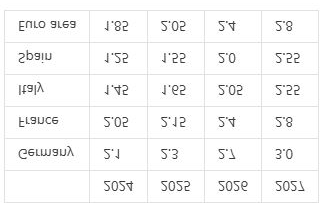 2024 2025 2026 2027
Germany 2.1 2.3 2.7 3.0
France 2.05 2.15 2.4 2.8
Italy 1.45 1.65 2.05 2.55
Spain 1.25 1.55 2.0 2.55
Euro area 1.85 2.05 2.4 2.8